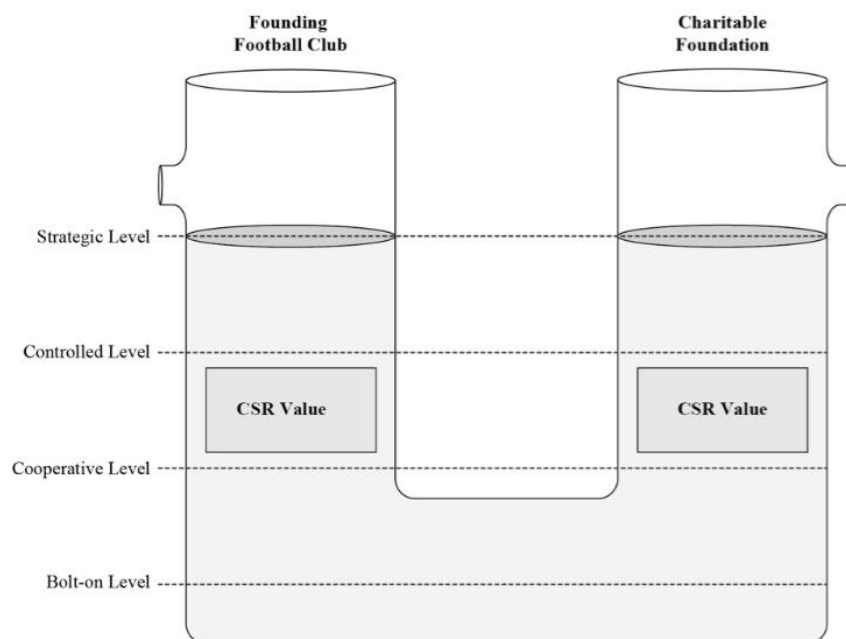 Founding
Football Club
Charitable
Foundation
Strategic Level
Controlled Level
CSR Value
CSR Value
Cooperative Level
Bolt-on Level